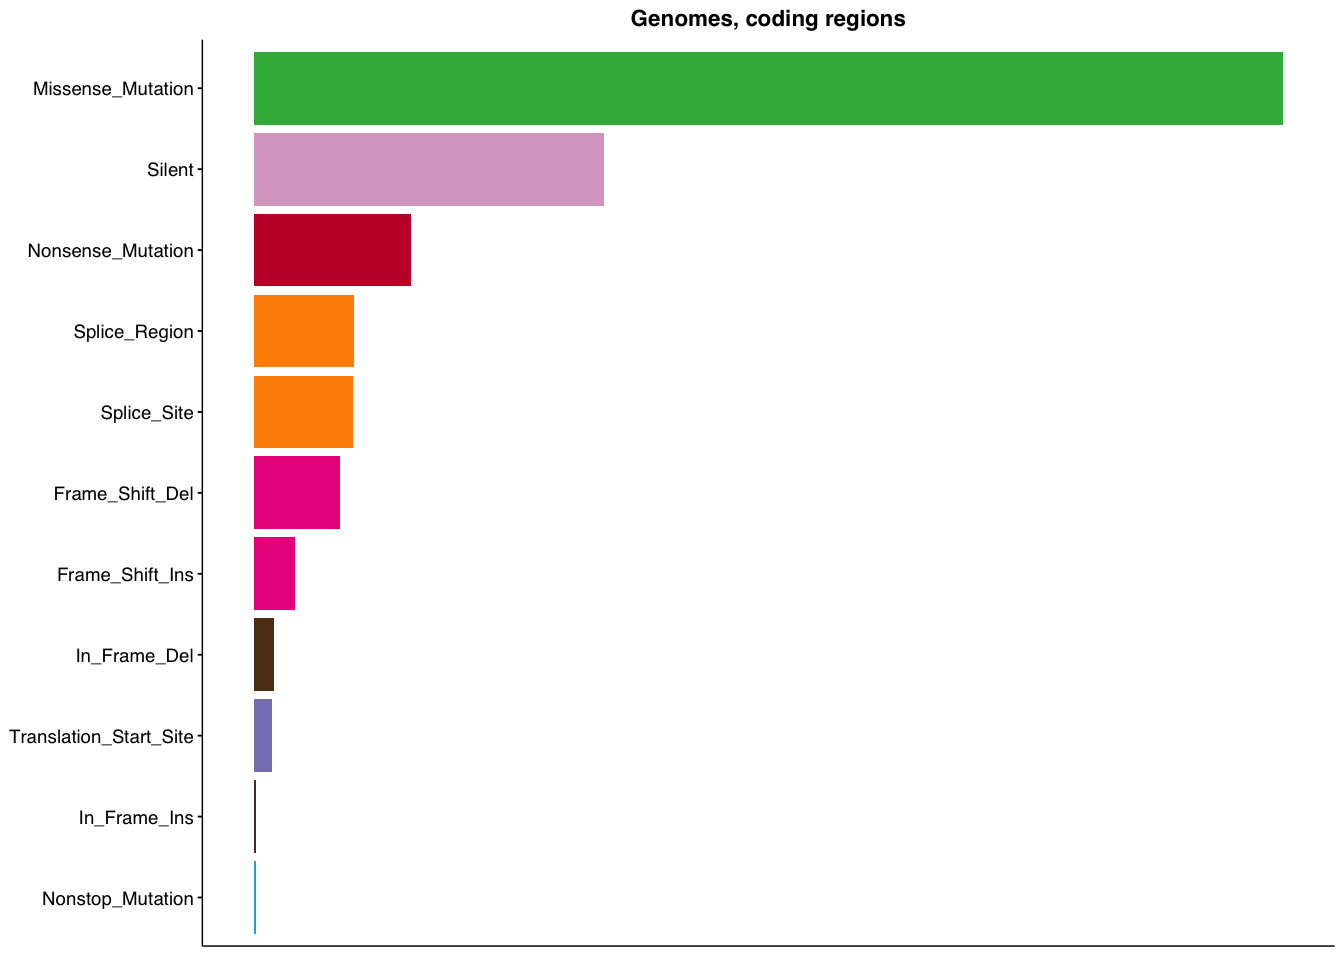 Genomes, coding regions
Missense_Mutation
Silent
Nonsense_Mutation
Splice_Region
Splice_Site
Frame_Shift_Del
Frame_Shift_Ins
In_Frame_Del
Translation_Start_Site
In_Frame_Ins
Nonstop_Mutation